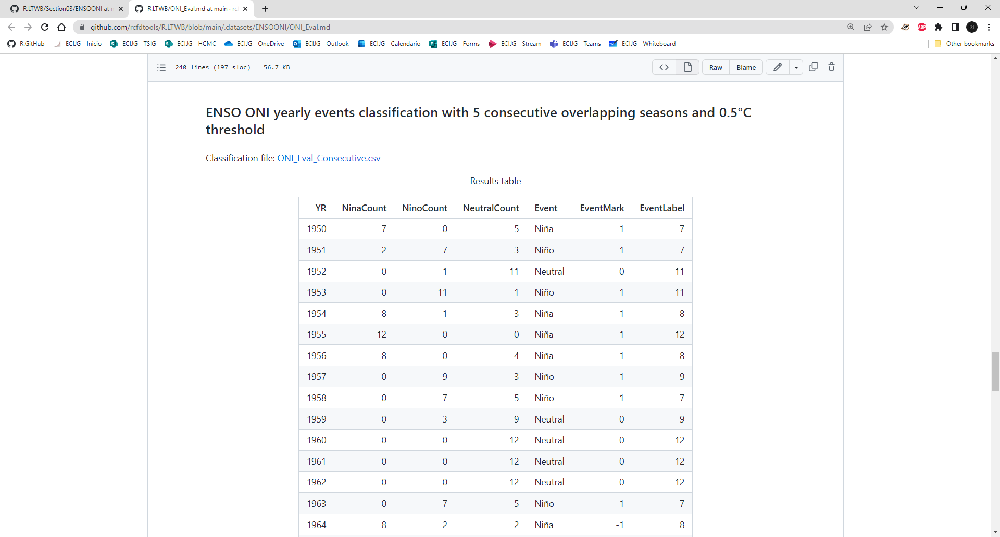 R.LTWB/Section03/ENSOONI at
R.LTWB/ONI_Eval.md at main · rc
github.com/rcfdtools/R.LTWB/blob/main/.datasets/ENSOONI/ONI_Eval.md
ABP
R.GitHub ECIJG - Inicio ECIJG - TSIG ECIJG - HCMC ECIJG - OneDrive ECIJG - Outlook ECIJG - Calendario ECIJG - Forms ECIJG - Stream ECIJG - Teams ECIJG - Whiteboard Other bookmarks
240 lines (197 sloc) 56.7 KB Raw Blame
ENSO ONI yearly events classification with 5 consecutive overlapping seasons and 0.5°C
threshold
Classification file: ONI_Eval_Consecutive.csv
Results table
YR NinaCount NinoCount NeutralCount Event EventMark EventLabel
1950 7 0 5 Niña -1 7
1951 2 7 3 Niño 1 7
1952 0 1 11 Neutral 0 11
1953 0 11 1 Niño 1 11
1954 8 1 3 Niña -1 8
1955 12 0 0 Niña -1 12
1956 8 0 4 Niña -1 8
1957 0 9 3 Niño 1 9
1958 0 7 5 Niño 1 7
1959 0 3 9 Neutral 0 9
1960 0 0 12 Neutral 0 12
1961 0 0 12 Neutral 0 12
1962 0 0 12 Neutral 0 12
1963 0 7 5 Niño 1 7
1964 8 2 2 Niña -1 8